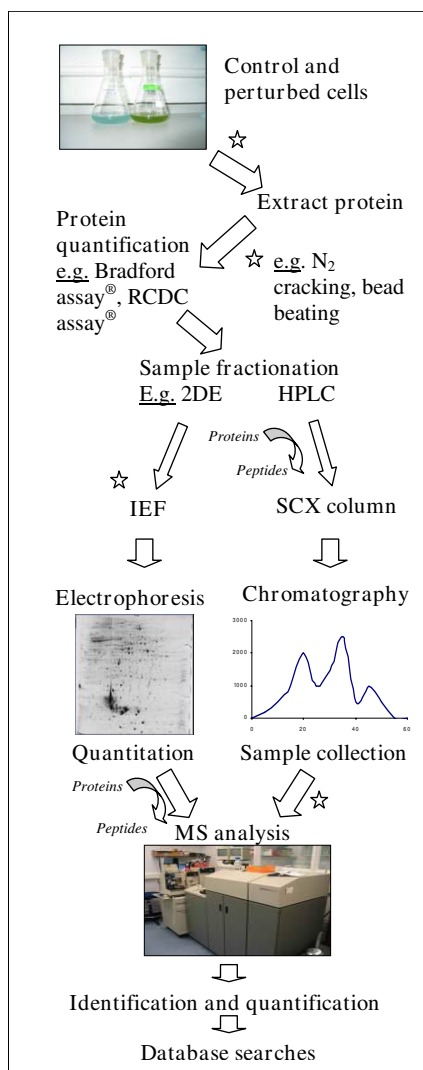 Control and
perturbed cells
Extract protein
Protein
quantification
e.g. Bradford
assay®, RCDC
assay®
e.g. N₂
cracking, bead
beating
Sample fractionation
E.g. 2DE HPLC
Proteins
Peptides
IEF SCX column
Electrophoresis Chromatography
3000
2000
1000
0
0 20 40 60
Quantitation Sample collection
Proteins
Peptides
MS analysis
Identification and quantification
Database searches